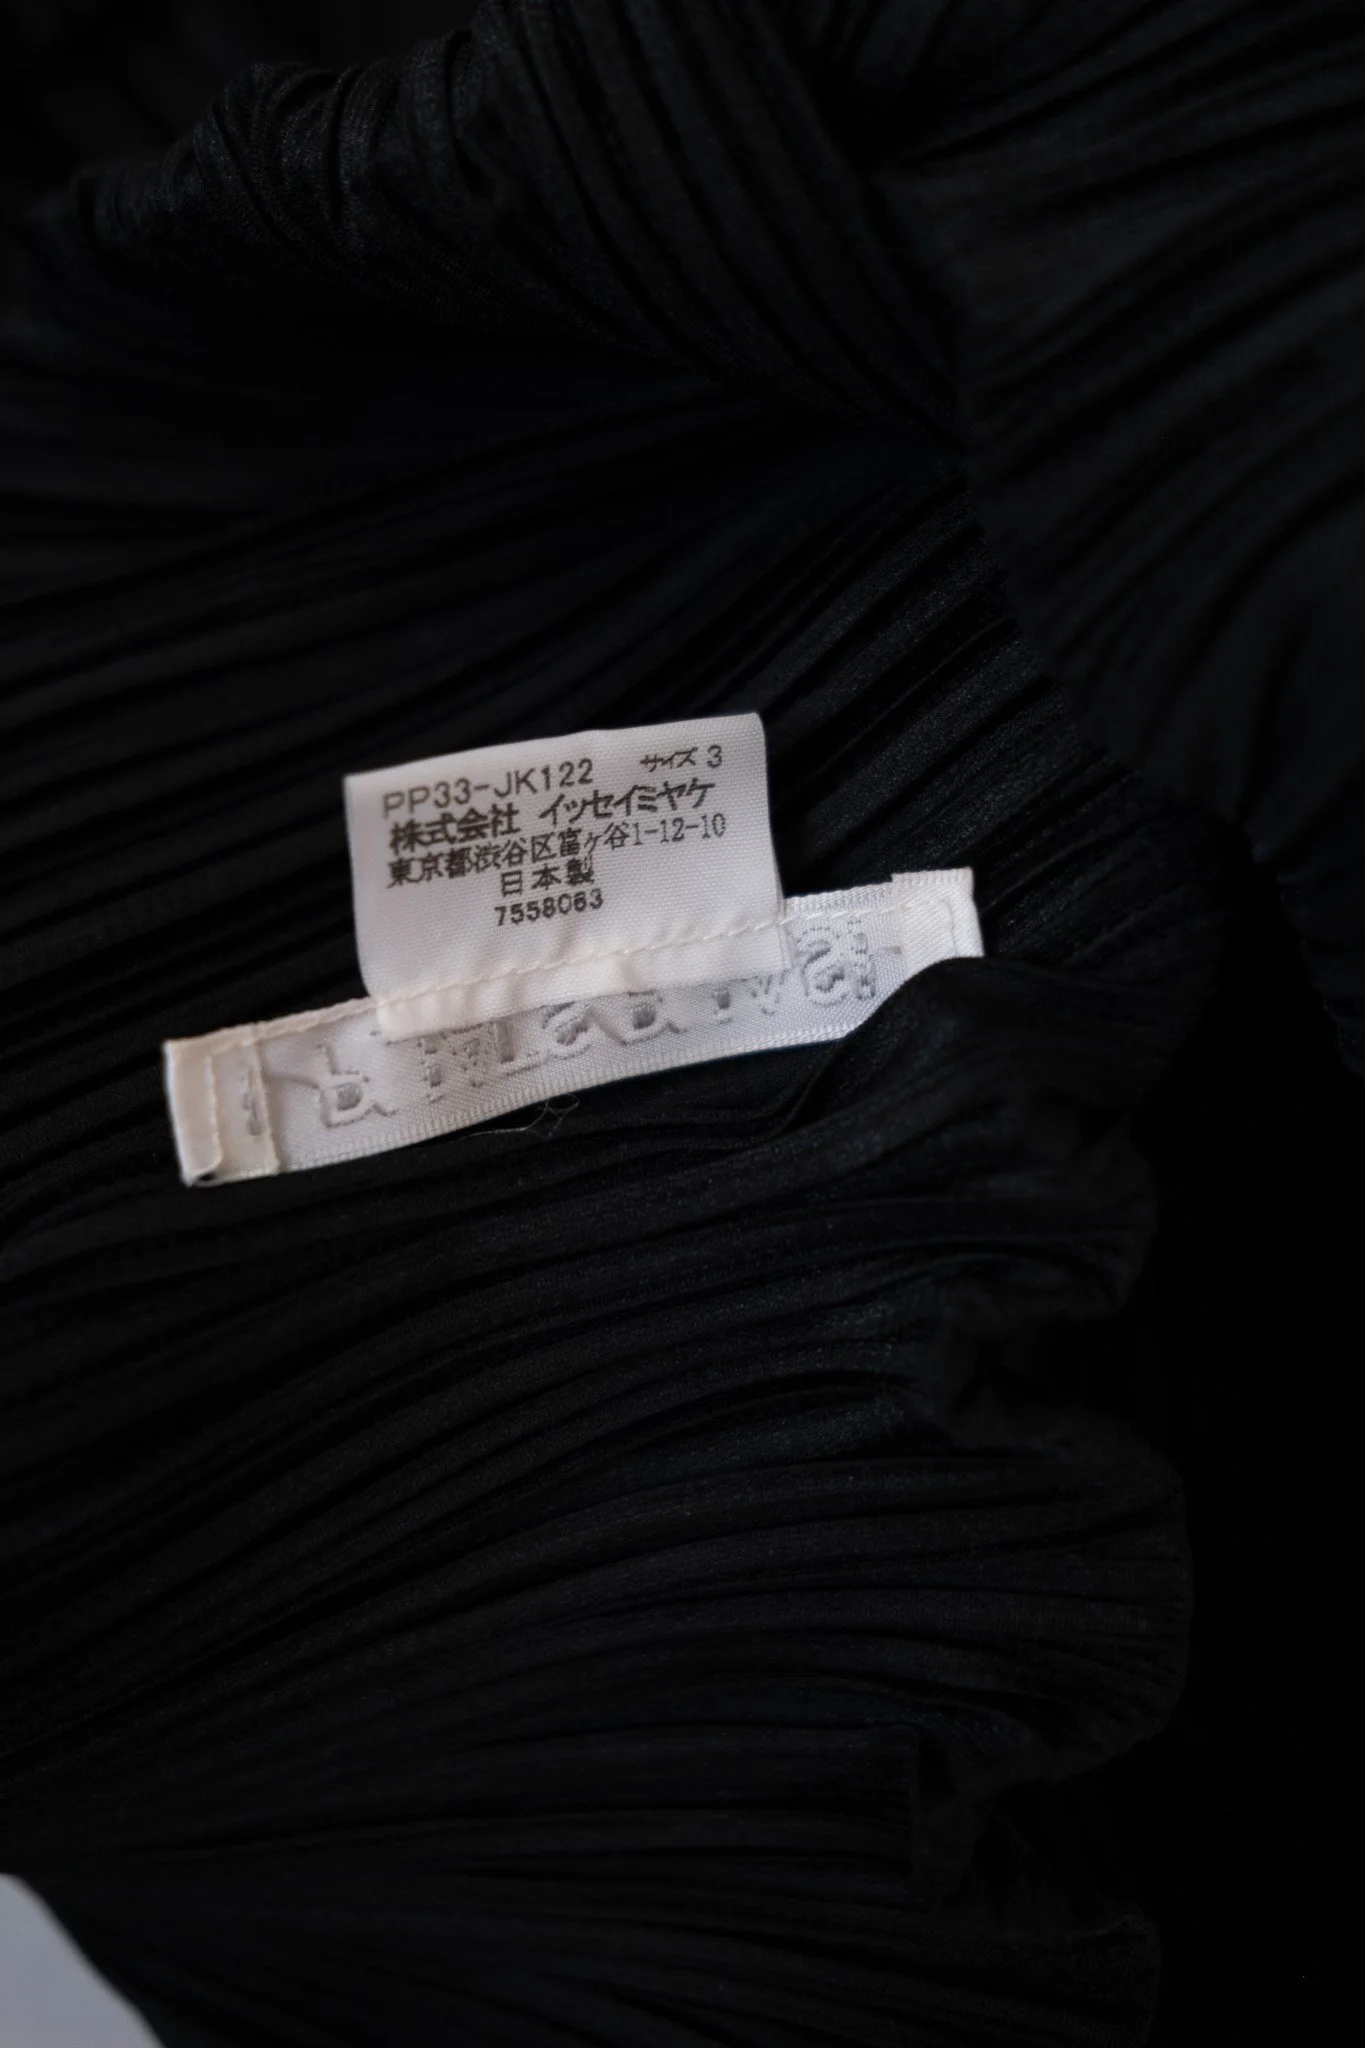 PP33-JK122 サイズ 3
株式会社 イッセイミヤケ
東京都渋谷区富ヶ谷1-12-10
日本製
7558063